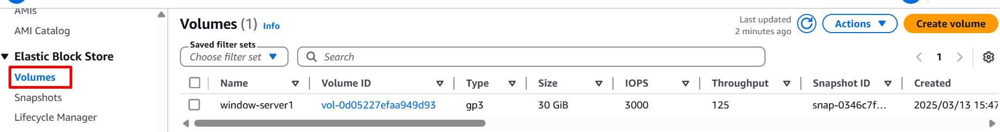 AMIs
AMI Catalog
Elastic Block Store
Volumes
Snapshots
Lifecycle Manager
Volumes (1) Info
Last updated
2 minutes ago
Actions
Create volume
Saved filter sets
Choose filter set
Search
1
Name Volume ID Type Size IOPS Throughput Snapshot ID Created
window-server1 vol-0d05227efaa949d93 gp3 30 GiB 3000 125 snap-0346c7f... 2025/03/13 15:47